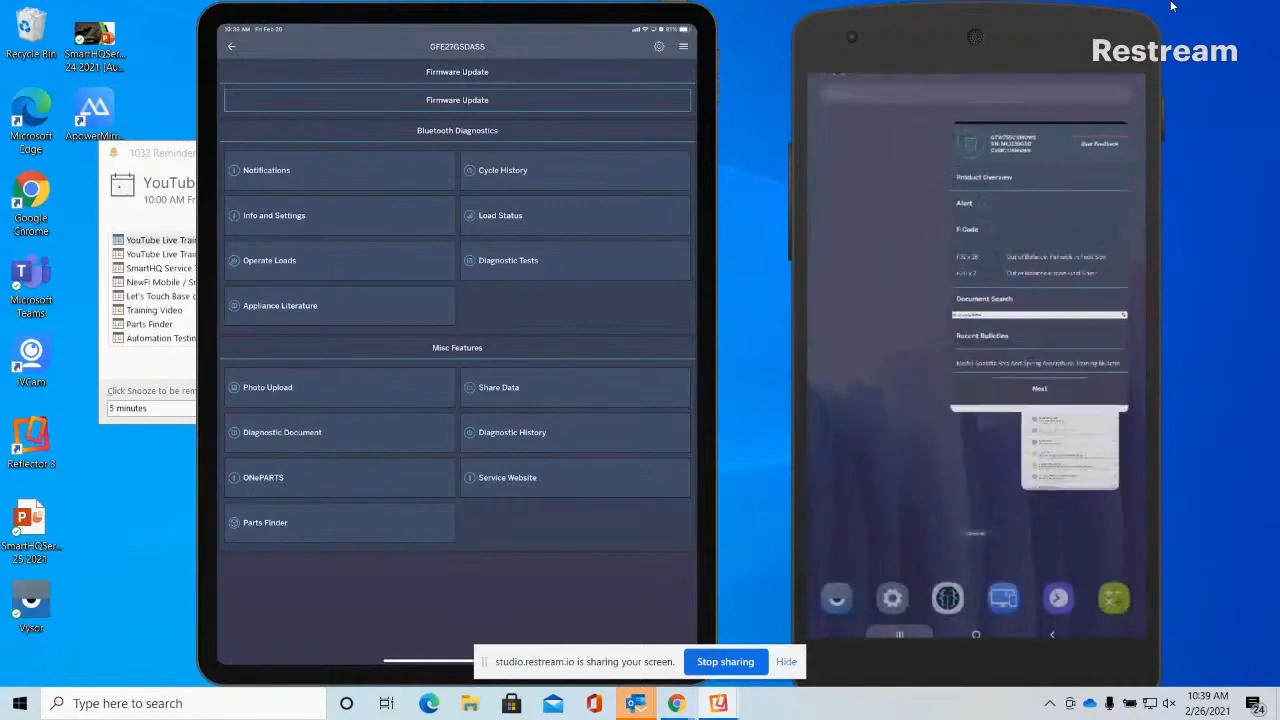 Recycle Bin
SmartHQSer...
24 2021 [Au...
Microsoft
Edge
ApowerMirr...
Google
Chrome
Microsoft
Teams
iVCam
Reflector 3
SmartHQSer...
25,2021
Vysor
1032 Reminder
YouTub
10:00 AM Fr
YouTube Live Trai
YouTube Live Trai
SmartHQ Service
NewFI Mobile / Sr
Let's Touch Base o
Training Video
Parts Finder
Automation Testin
Click Snooze to be rem
5 minutes
10:39 AM Fri Feb 26
81%
GFE27GSDASS
Firmware Update
Firmware Update
Bluetooth Diagnostics
Notifications
Cycle History
Info and Settings
Load Status
Operate Loads
Diagnostic Tests
Appliance Literature
Misc Features
Photo Upload
Share Data
Diagnostic Document
Diagnostic History
ONePARTS
Service Website
Parts Finder
Restream
User Feedback
Product Overview
Alert
F-Code
Document Search
Recent Bulletins
Next
studio.restream.io is sharing your screen.
Stop sharing
Hide
Type here to search
10:39 AM
2/26/2021
24